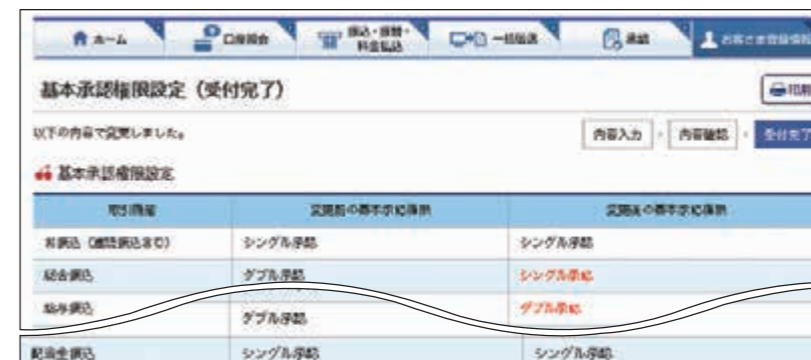 ホーム
口座照会
振込・振替・
料金払込
一括伝送
承認
お客さま登録情報
基本承認権限設定（受付完了）
印刷
以下の内容で変更しました。
内容入力
内容確認
受付完了
基本承認権限設定
取引種類 変更前の基本承認権限 変更後の基本承認権限
お振込（確認振込含む） シングル承認 シングル承認
総合振込 ダブル承認 シングル承認
給与振込 ダブル承認 ダブル承認
配当金振込 シングル承認 シングル承認